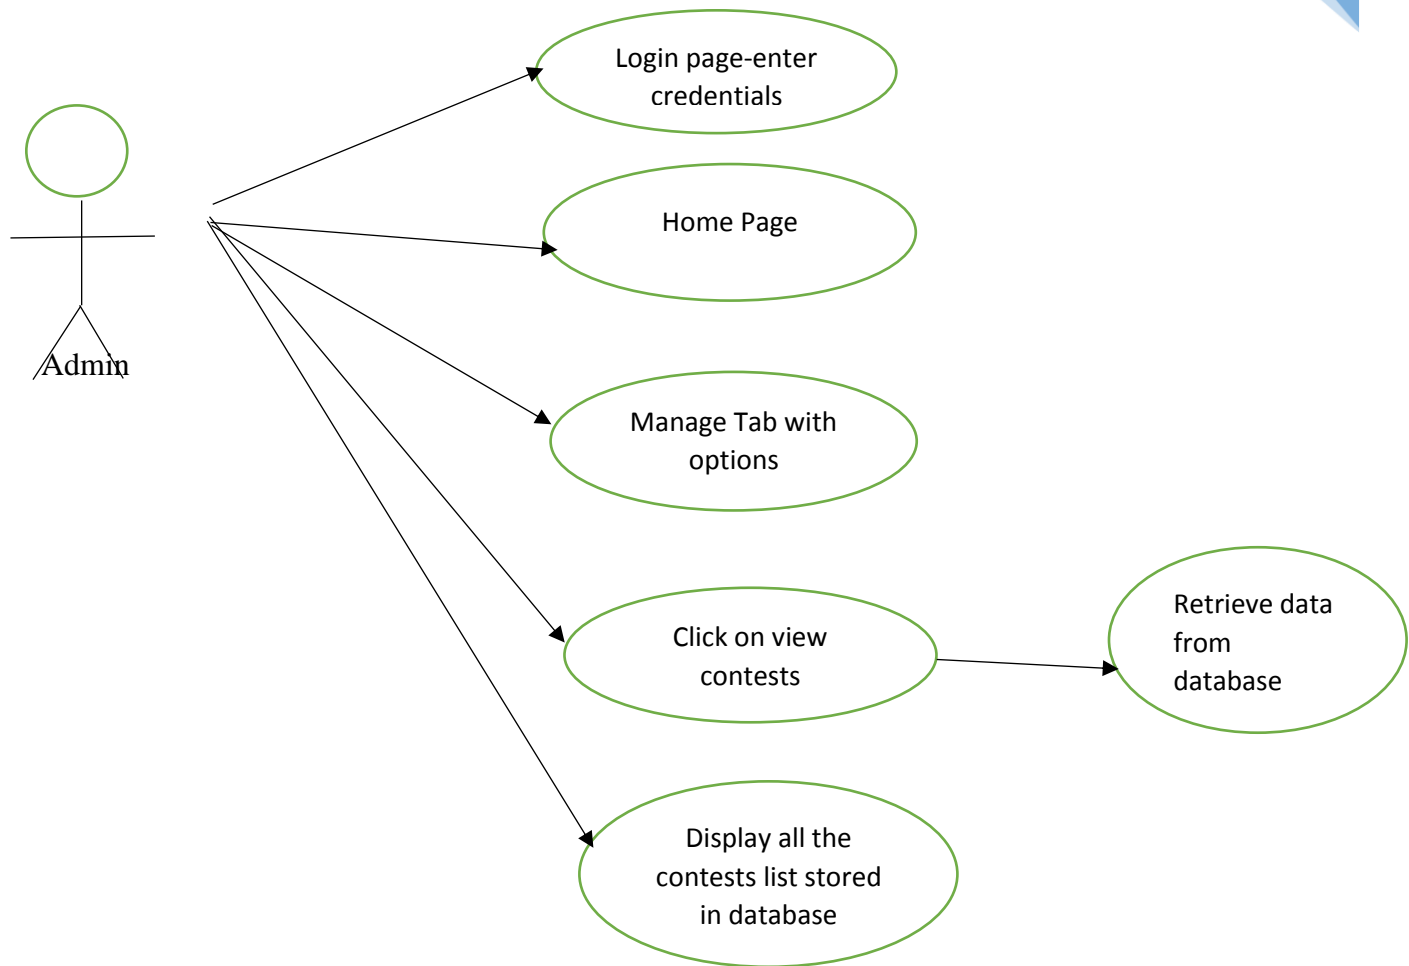 Login page-enter
credentials
Home Page
Admin
Manage Tab with
options
Click on view
contests
Retrieve data
from
database
Display all the
contests list stored
in database